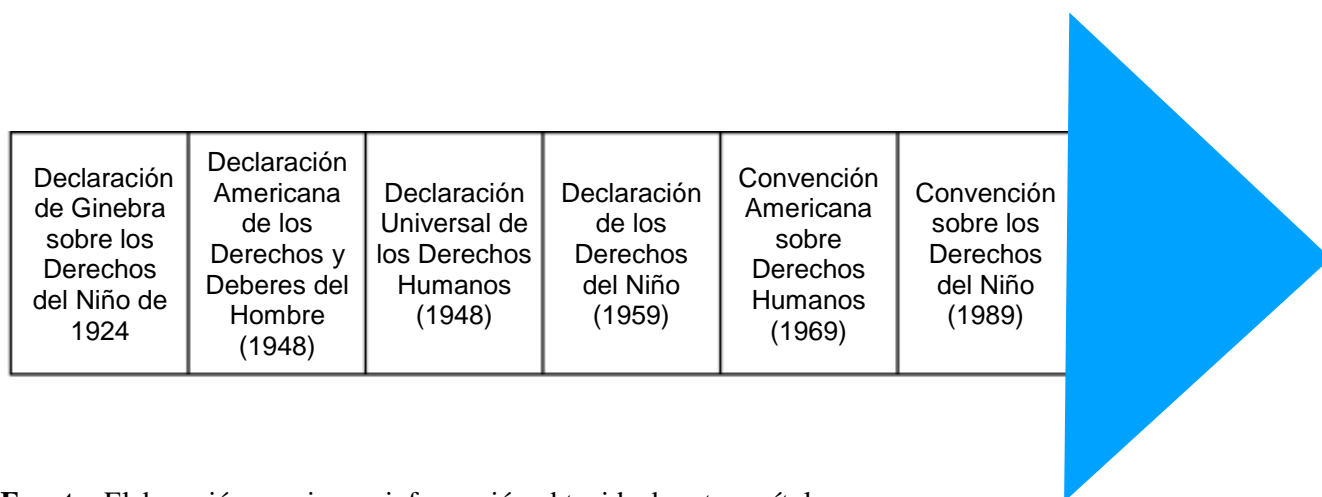 Declaración
de Ginebra
sobre los
Derechos
del Niño de
1924
Declaración
Americana
de los
Derechos y
Deberes del
Hombre
(1948)
Declaración
Universal de
los Derechos
Humanos
(1948)
Declaración
de los
Derechos
del Niño
(1959)
Convención
Americana
sobre
Derechos
Humanos
(1969)
Convención
sobre los
Derechos
del Niño
(1989)